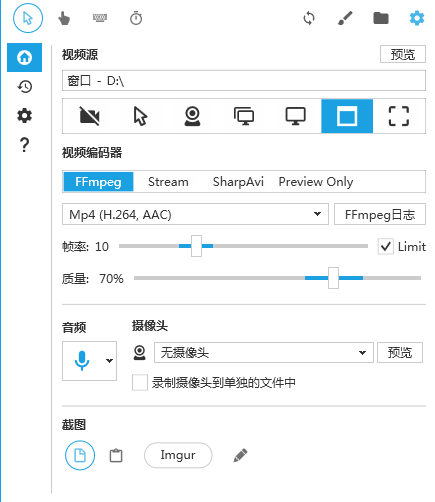 视频源
预览
窗口 - D:\
视频编码器
FFmpeg Stream SharpAvi Preview Only
Mp4 (H.264, AAC)
FFmpeg日志
帧率: 10
Limit
质量: 70%
音频
摄像头
无摄像头
预览
录制摄像头到单独的文件中
截图
Imgur